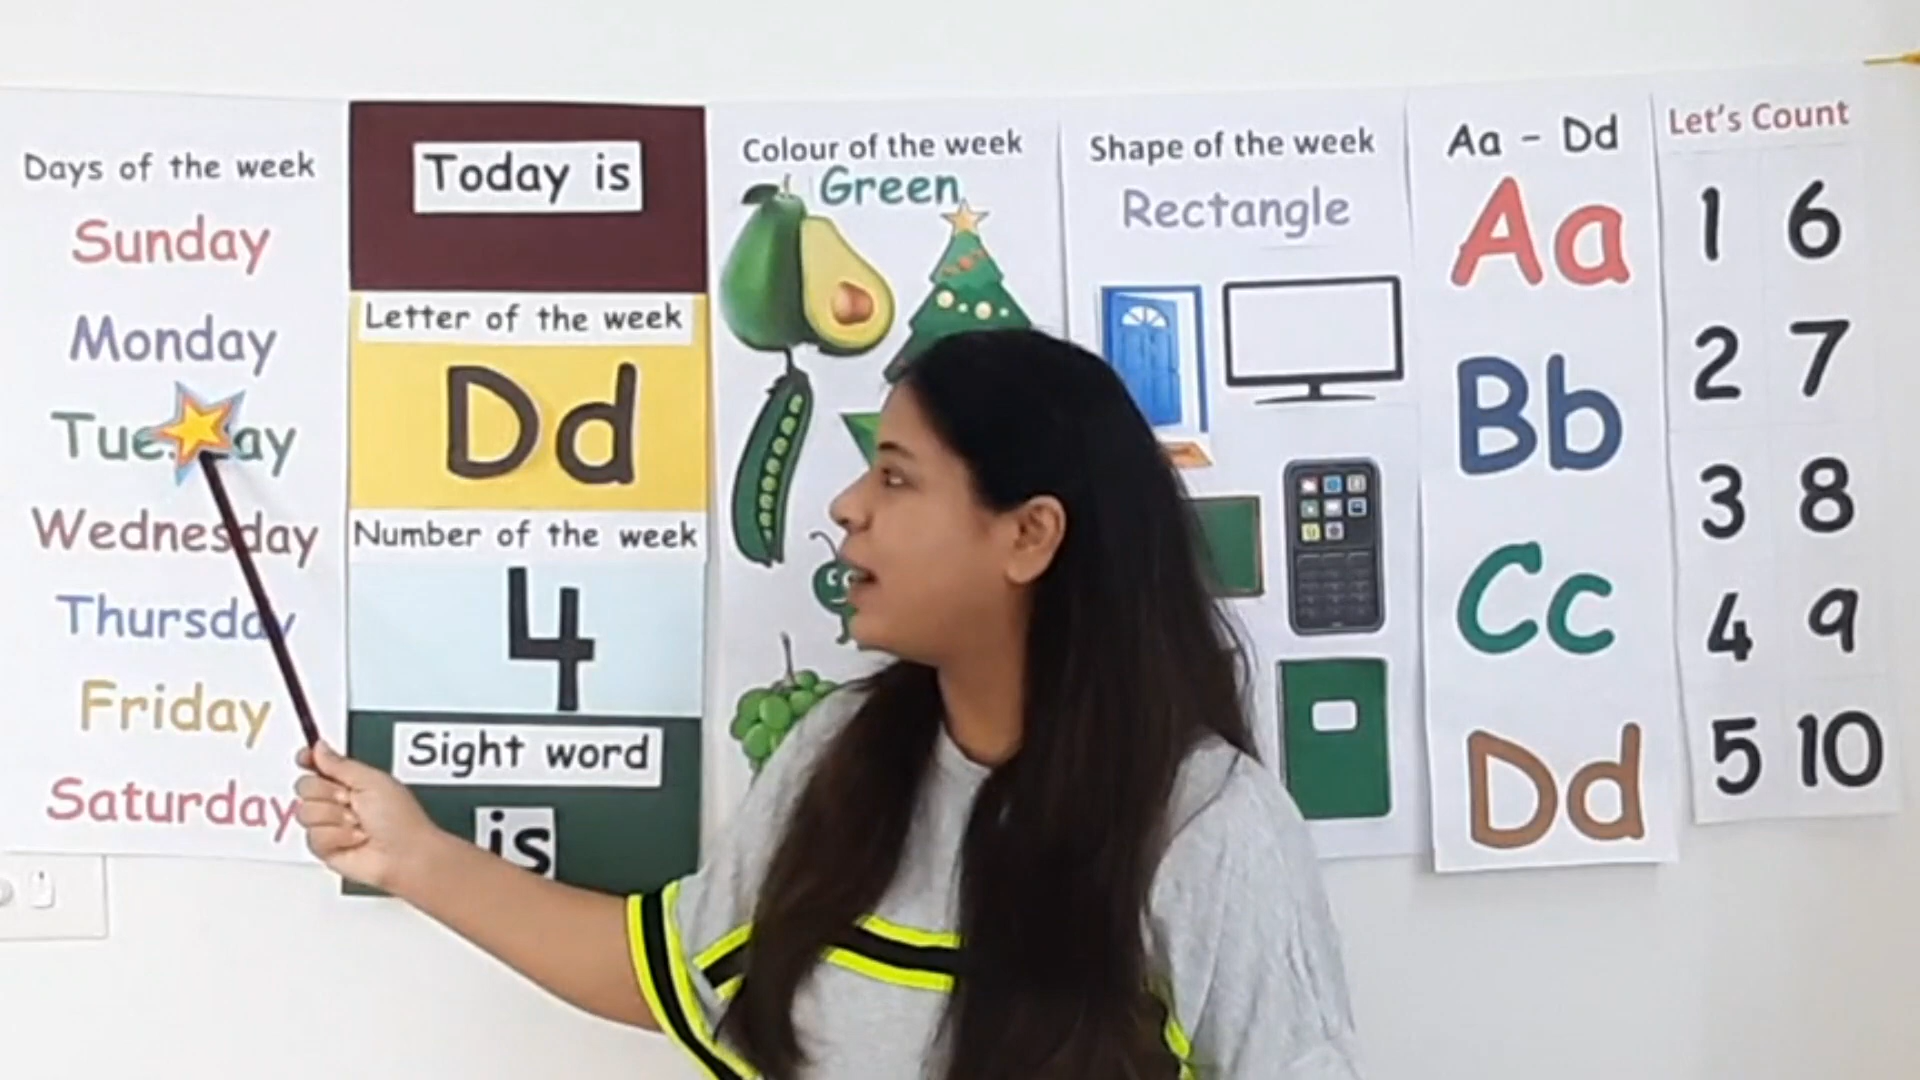 Days of the week
Sunday
Monday
Tuesday
Wednesday
Thursday
Friday
Saturday
Today is
Letter of the week
Dd
Number of the week
4
Sight word
is
Colour of the week
Green
Shape of the week
Rectangle
Aa - Dd
Aa
Bb
Cc
Dd
Let's Count
1 6
2 7
3 8
4 9
5 10